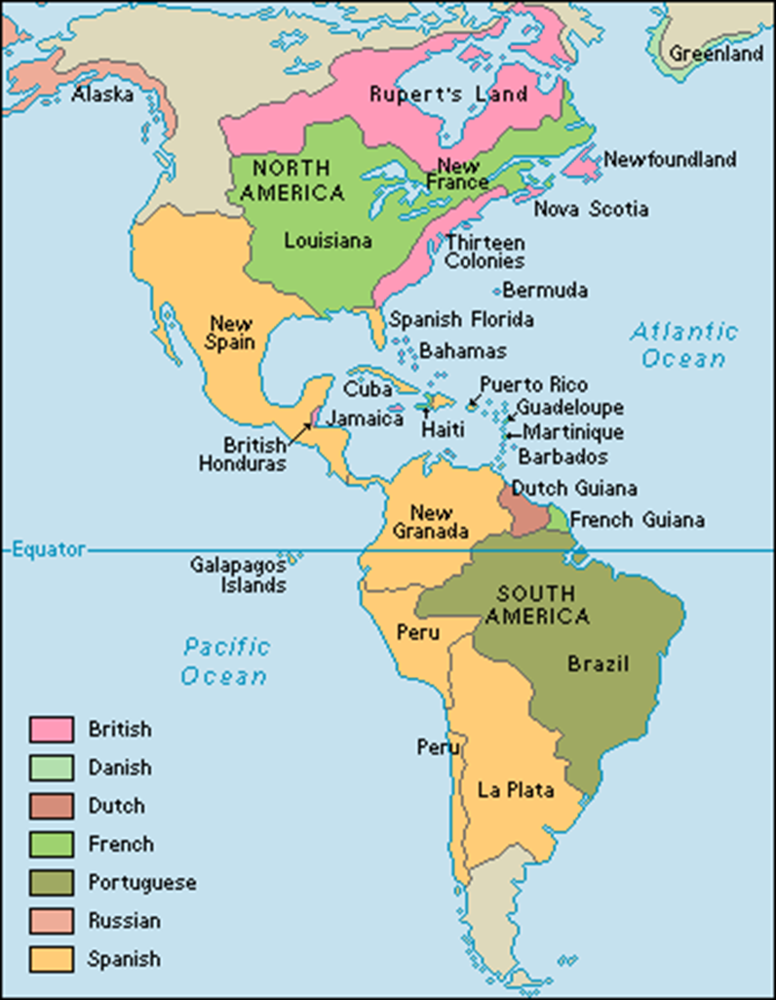 Greenland
Alaska
Rupert's Land
Newfoundland
NORTH
AMERICA
New
France
Nova Scotia
Louisiana
Thirteen
Colonies
Bermuda
Spanish Florida
New
Spain
Atlantic
Ocean
Bahamas
Cuba
Puerto Rico
Guadeloupe
Jamaica
Haiti
Martinique
British
Honduras
Barbados
Dutch Guiana
New
Granada
French Guiana
Equator
Galapagos
Islands
SOUTH
AMERICA
Peru
Pacific
Ocean
Brazil
Peru
La Plata
British
Danish
Dutch
French
Portuguese
Russian
Spanish